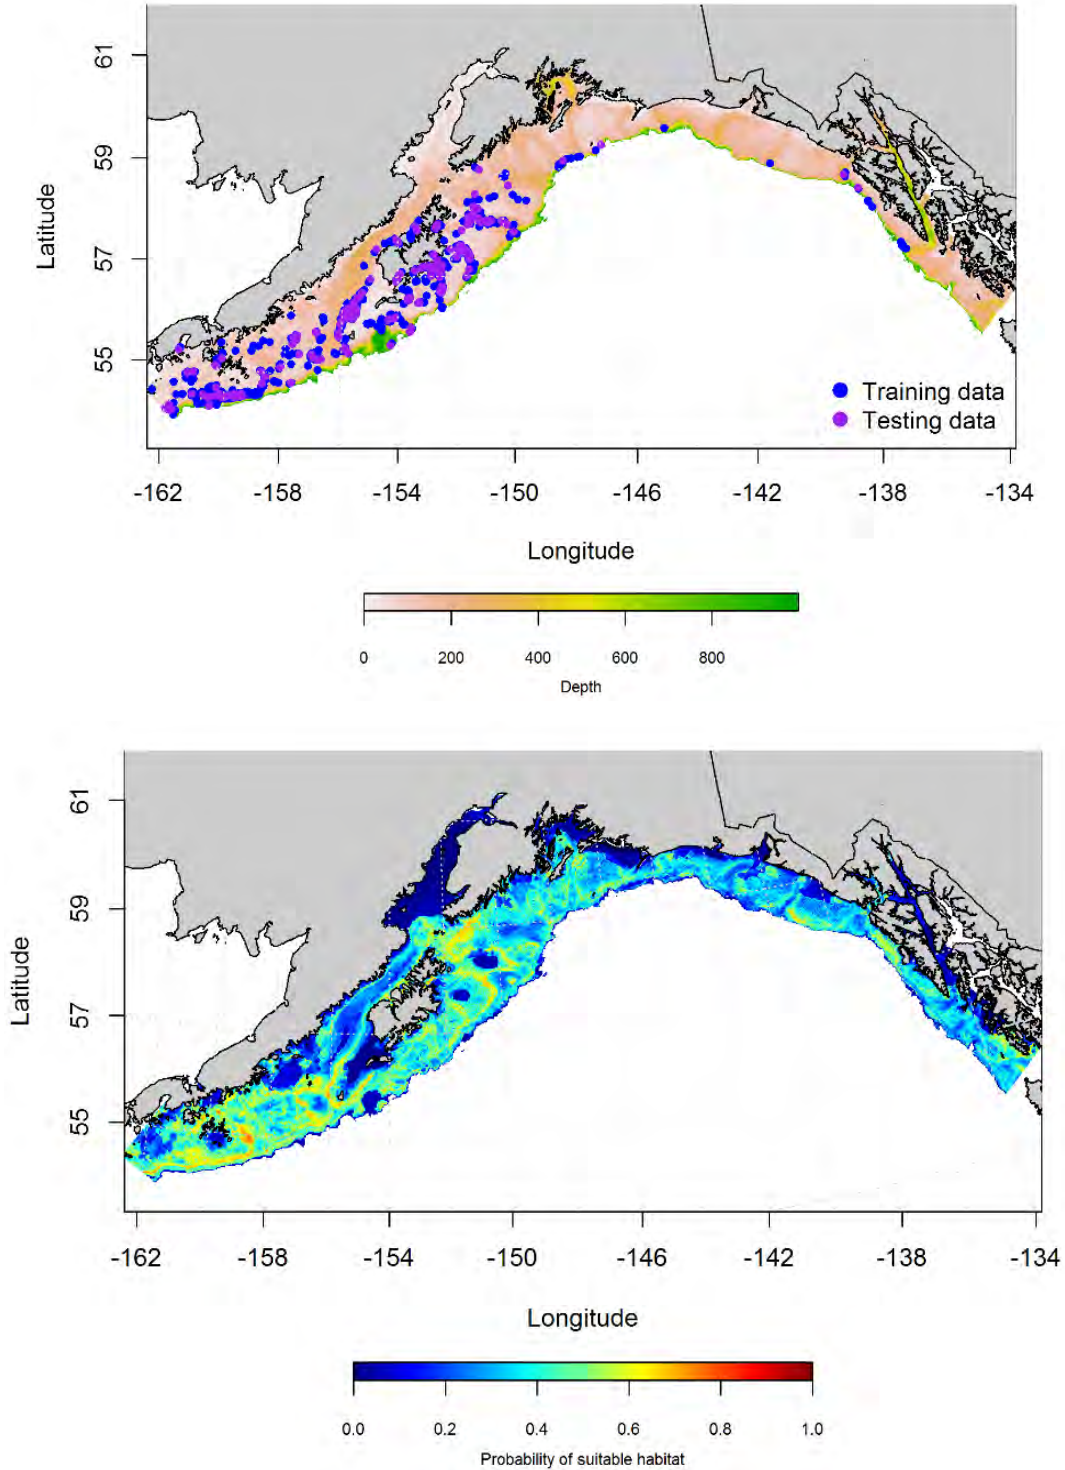 61
59
57
55
Latitude
Training data
Testing data
-162 -158 -154 -150 -146 -142 -138 -134
Longitude
0 200 400 600 800
Depth
61
59
57
55
Latitude
-162 -158 -154 -150 -146 -142 -138 -134
Longitude
0.0 0.2 0.4 0.6 0.8 1.0
Probability of suitable habitat